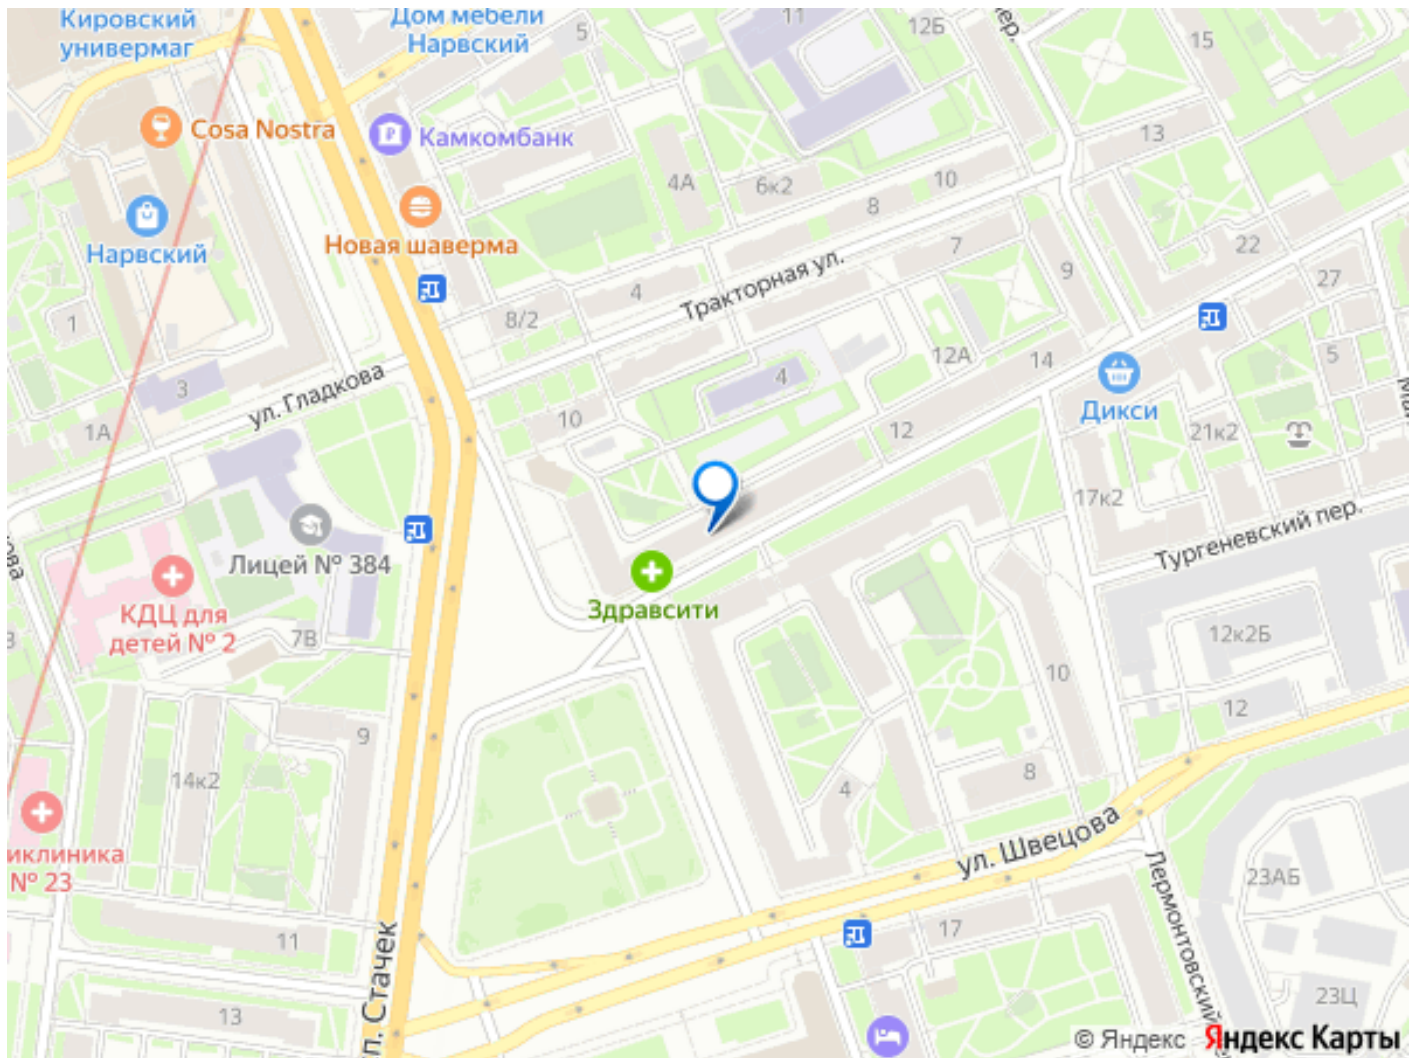 Кировский
универмаг
Дом мебели
Нарвский
5
11
12Б
пер.
15
Cosa Nostra
Камкомбанк
13
4А
6к2
8
10
Нарвский
Новая шаверма
7
22
9
27
Тракторная ул.
4
8/2
1
12А
14
5
3
ул. Гладкова
4
Дикси
10
12
21к2
1А
17к2
Тургеневский пер.
Лицей № 384
КДЦ для
детей № 2
7В
Здравсити
12к2Б
10
12
9
14к2
8
4
ул. Швецова
иклиника
№ 23
23АБ
Лермонтовский
11
17
13
пл. Стачек
23Ц
© Яндекс Яндекс Карты